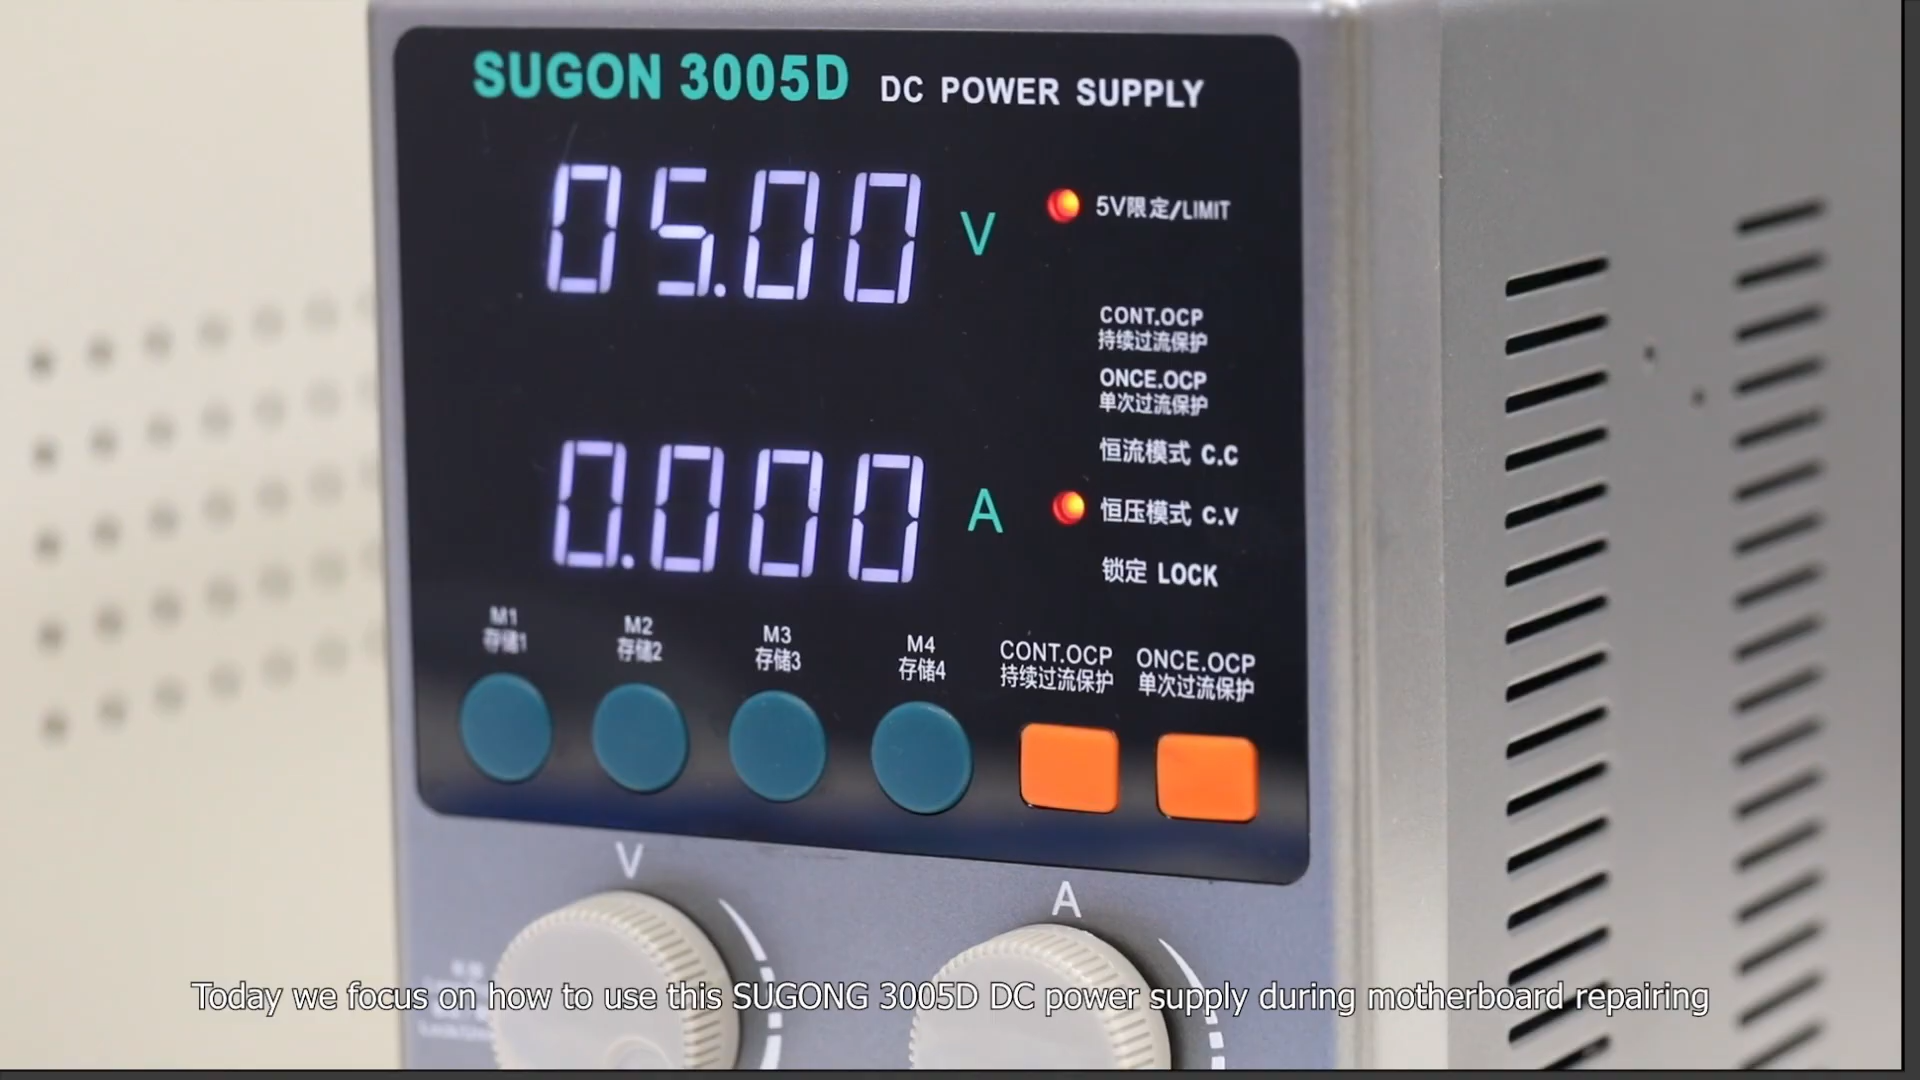 SUGON 3005D DC POWER SUPPLY
05.00 V
5V限定/LIMIT
CONT.OCP
持续过流保护
ONCE.OCP
单次过流保护
恒流模式 C.C
0.000 A
恒压模式 C.V
锁定 LOCK
M1
存储1
M2
存储2
M3
存储3
M4
存储4
CONT.OCP
持续过流保护
ONCE.OCP
单次过流保护
V
A
Today we focus on how to use this SUGONG 3005D DC power supply during motherboard repairing